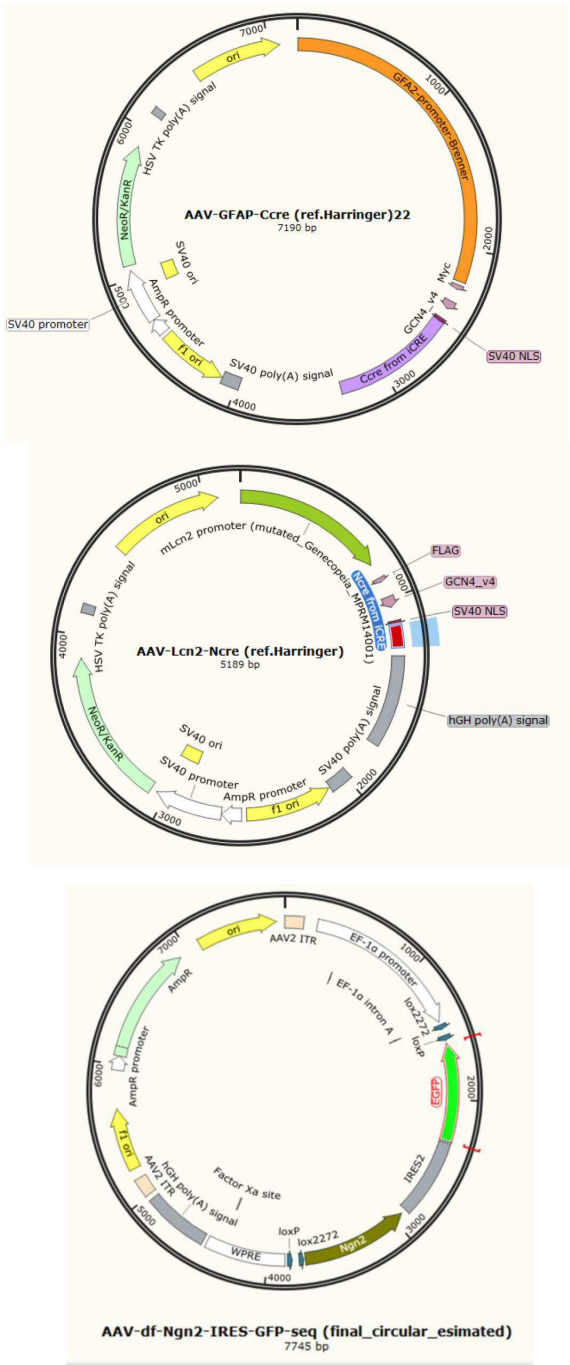 7000
ori
1000
GFA2-promoter-Brenner
HSV TK poly(A) signal
6000
NeoR/KanR
AAV-GFAP-Ccre (ref.Harringer)22
7190 bp
2000
Myc
SV40 ori
GCN4_v4
5000
AmpR promoter
SV40 promoter
SV40 NLS
f1 ori
SV40 poly(A) signal
Ccre from iCRE
3000
4000
5000
ori
mLcn2 promoter (mutated_Genecopeia_MPRM14001)
FLAG
1000
GCN4_v4
HSV TK poly(A) signal
Ncre from iCRE
SV40 NLS
4000
AAV-Lcn2-Ncre (ref.Harringer)
5189 bp
NeoR/KanR
hGH poly(A) signal
SV40 ori
SV40 poly(A) signal
SV40 promoter
AmpR promoter
2000
f1 ori
3000
ori
AAV2 ITR
7000
EF-1α promoter
1000
AmpR
EF-1α intron A
lox2272
loxP
6000
AmpR promoter
EGFP
2000
f1 ori
AAV2 ITR
hGH poly(A) signal
Factor Xa site
IRES2
5000
loxP
lox2272
3000
WPRE
Ngn2
4000
AAV-df-Ngn2-IRES-GFP-seq (final_circular_esimated)
7745 bp